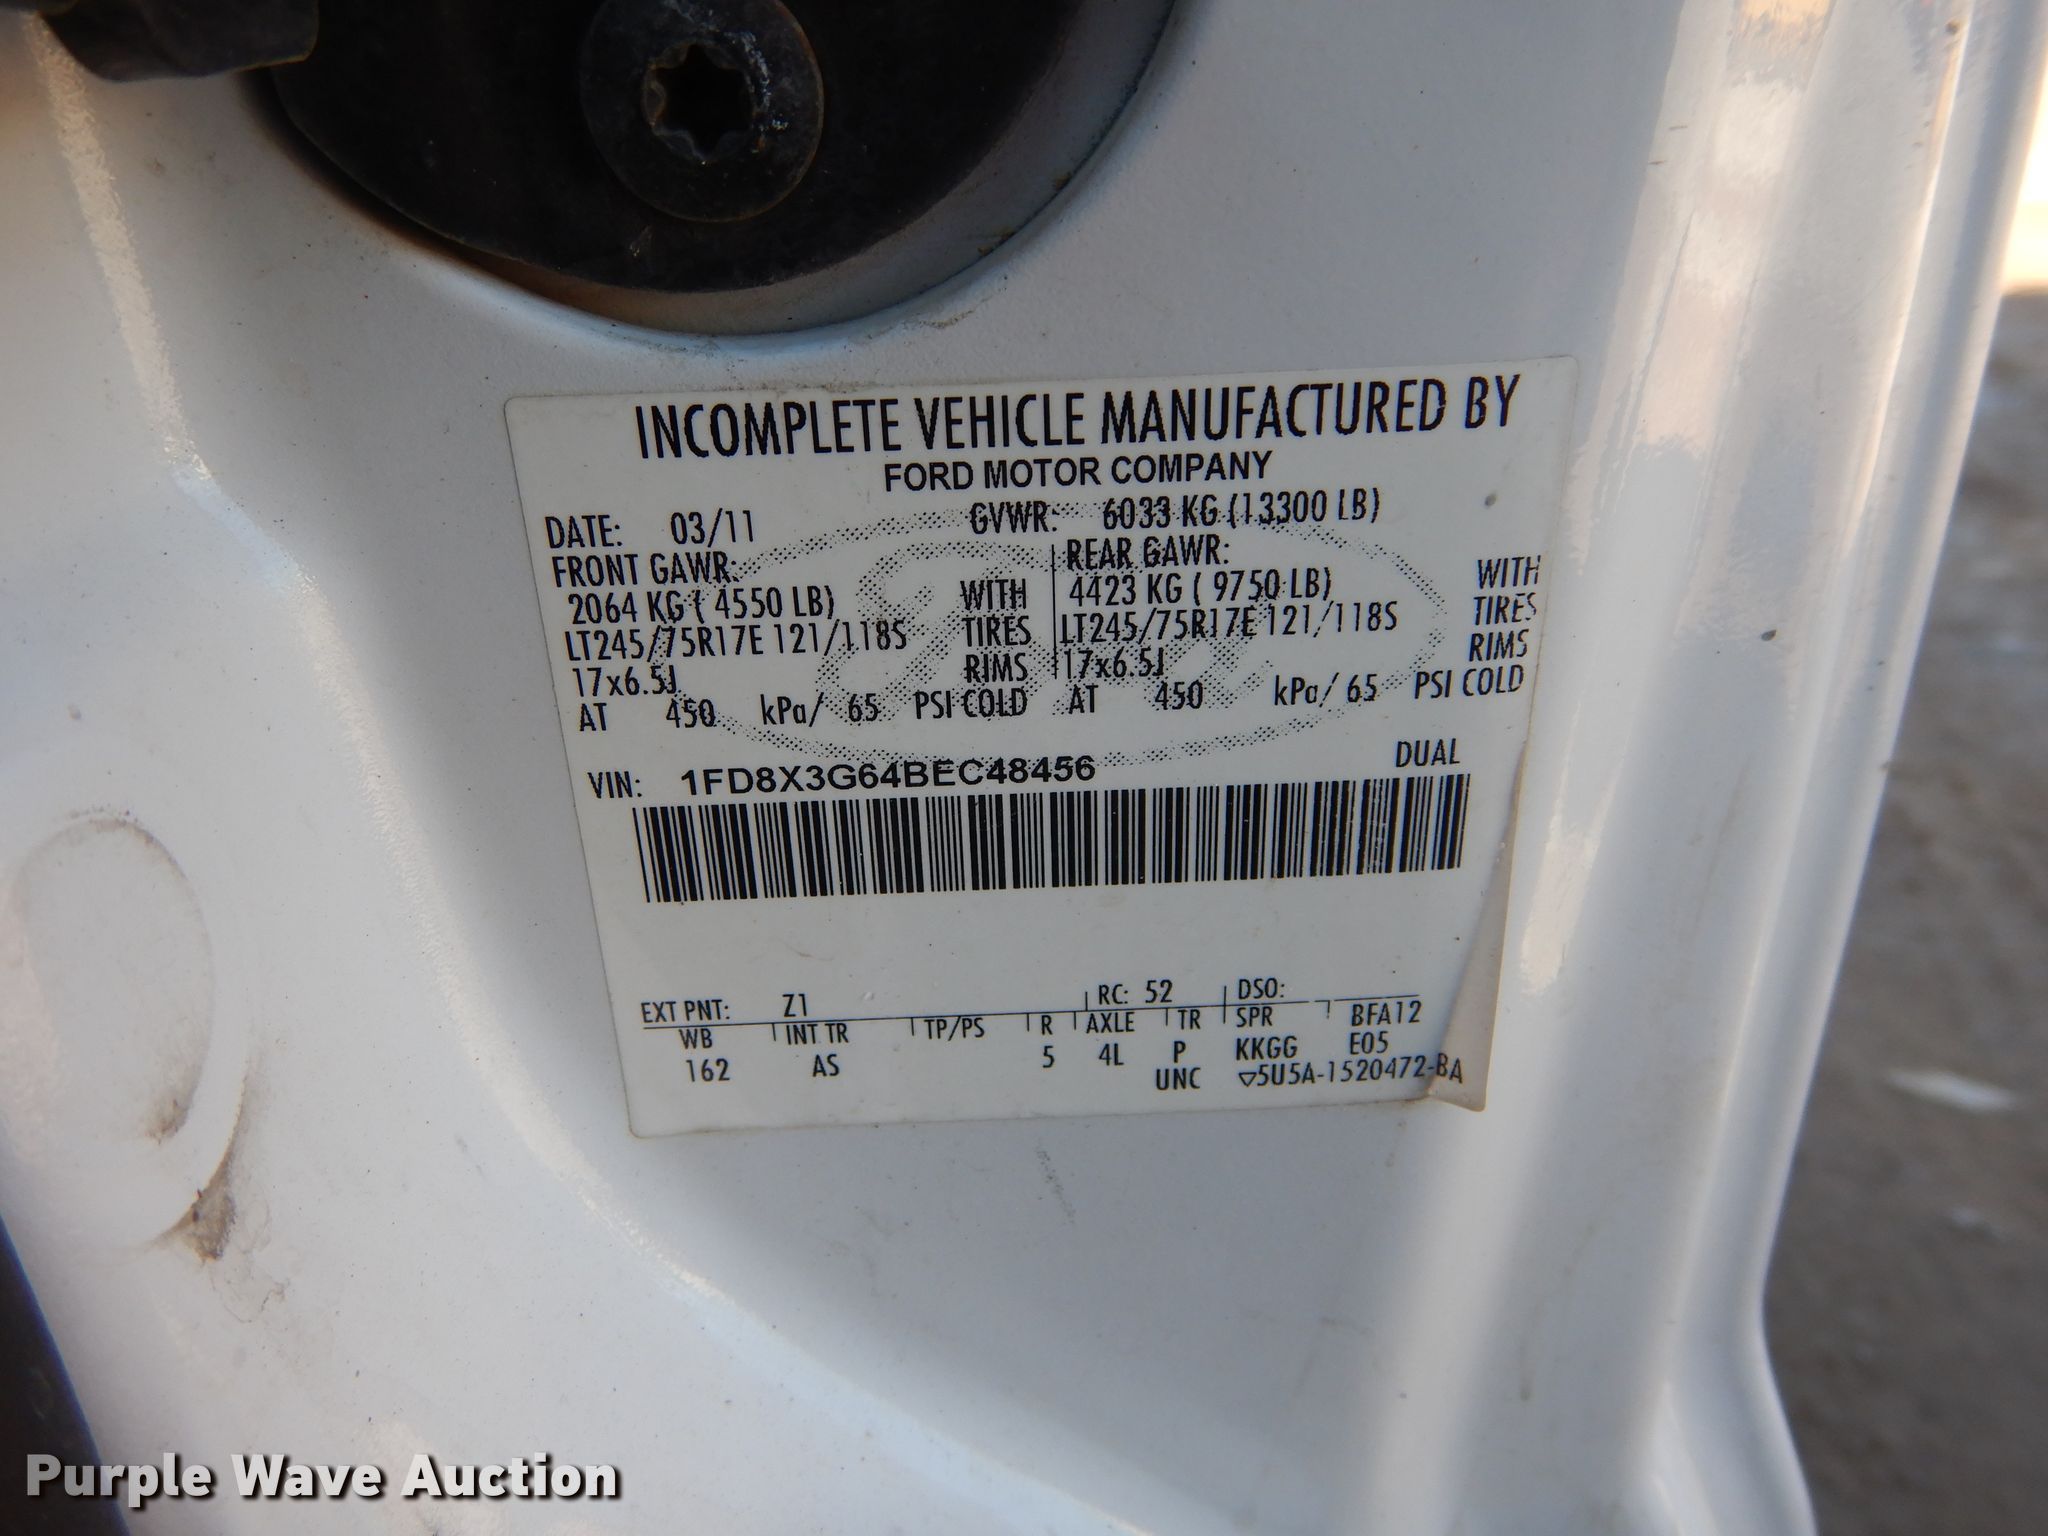 INCOMPLETE VEHICLE MANUFACTURED BY
FORD MOTOR COMPANY
DATE: 03/11 GVWR: 6033 KG (13300 LB)
FRONT GAWR: REAR GAWR:
2064 KG ( 4550 LB) WITH 4423 KG ( 9750 LB) WITH
LT245/75R17E 121/118S TIRES LT245/75R17E 121/118S TIRES
17x6.5J RIMS 17x6.5J RIMS
AT 450 kPa/ 65 PSI COLD AT 450 kPa/ 65 PSI COLD
VIN: 1FD8X3G64BEC48456 DUAL
EXT PNT: Z1 RC: 52 DSO:
WB INT TR TP/PS R AXLE TR SPR BFA12
162 AS 5 4L P KKGG E05
UNC ▽5U5A-1520472-BA
Purple Wave Auction